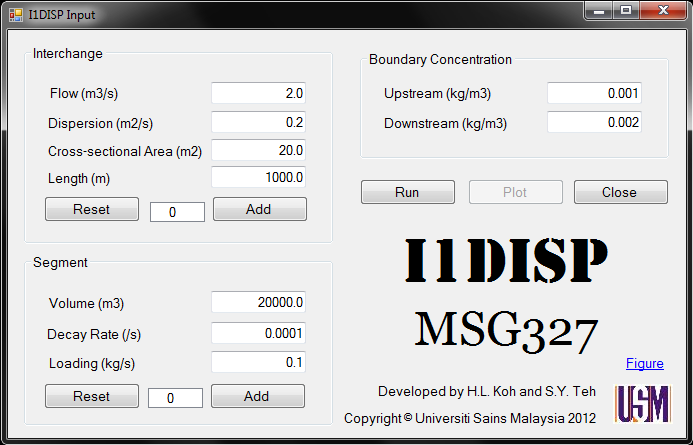 I1DISP Input
Interchange
Flow (m3/s) 2.0
Dispersion (m2/s) 0.2
Cross-sectional Area (m2) 20.0
Length (m) 1000.0
Reset 0 Add
Segment
Volume (m3) 20000.0
Decay Rate (/s) 0.0001
Loading (kg/s) 0.1
Reset 0 Add
Boundary Concentration
Upstream (kg/m3) 0.001
Downstream (kg/m3) 0.002
Run Plot Close
I1DISP
MSG327
Figure
Developed by H.L. Koh and S.Y. Teh
Copyright © Universiti Sains Malaysia 2012
USM